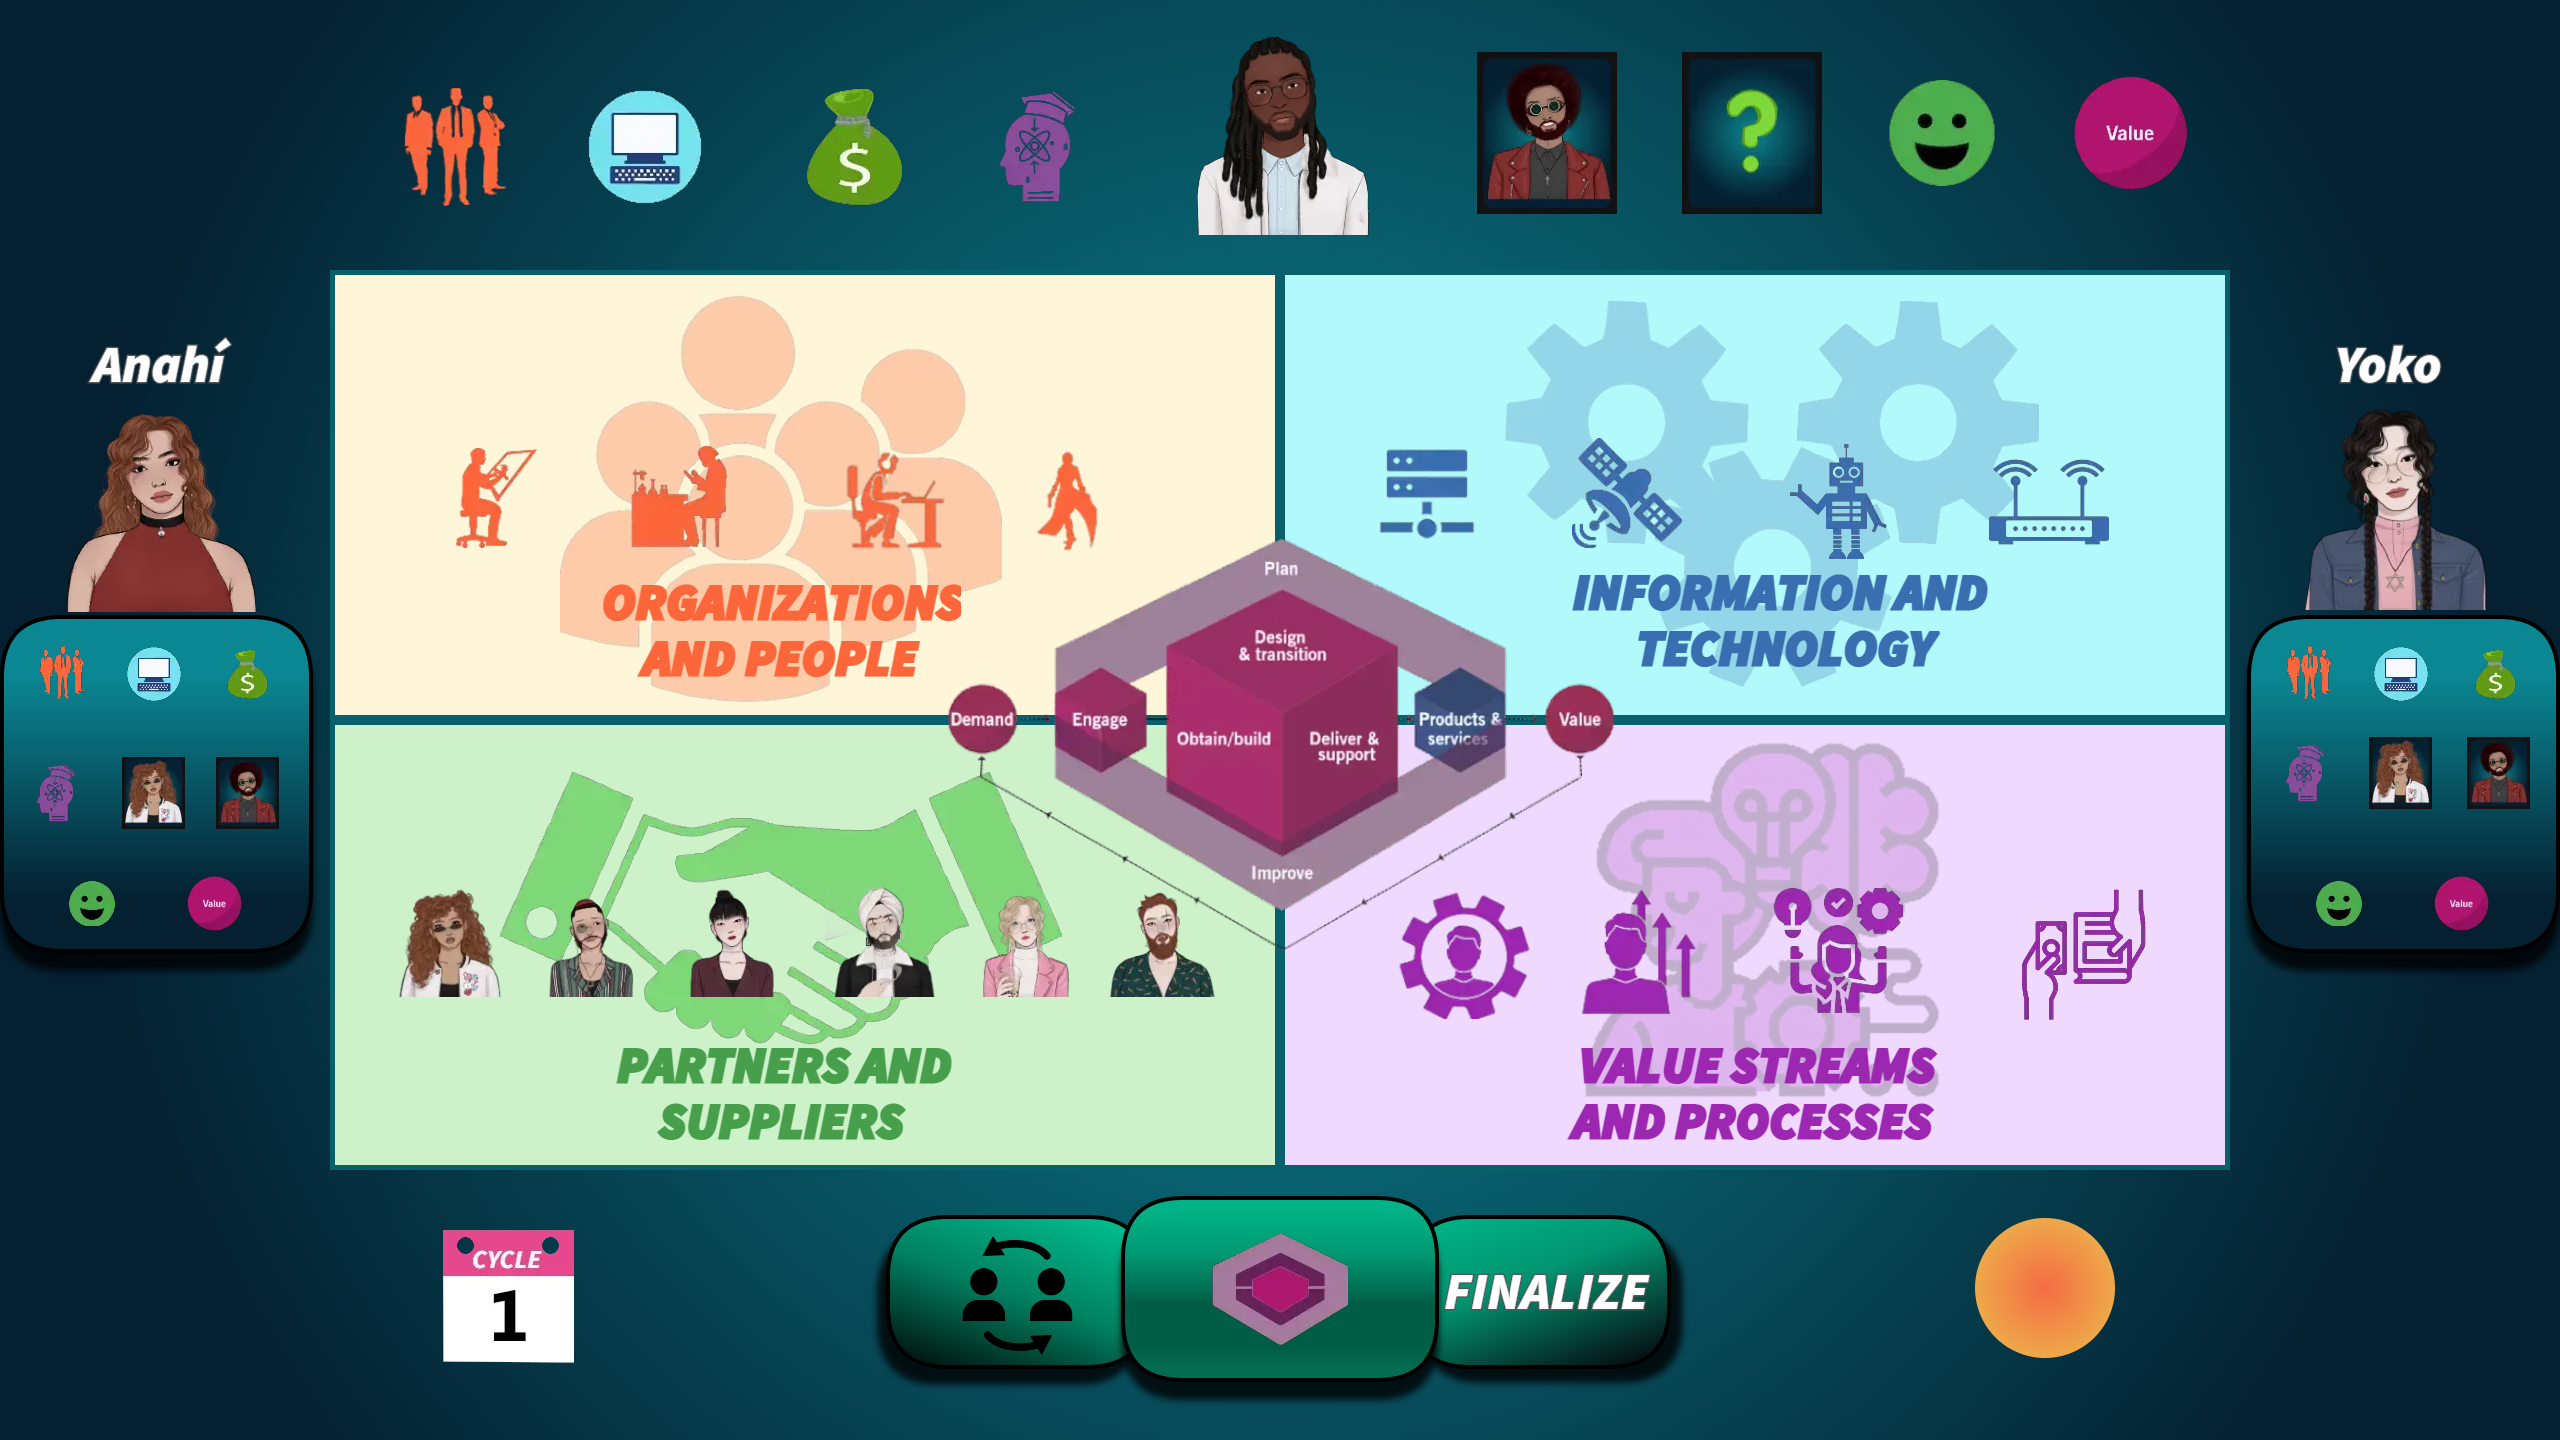 $
?
Value
Anahí
Yoko
ORGANIZATIONS
AND PEOPLE
INFORMATION AND
TECHNOLOGY
$
Value
$
Value
Plan
Design
& transition
Demand
Engage
Obtain/build
Deliver &
support
Products &
services
Value
Improve
PARTNERS AND
SUPPLIERS
VALUE STREAMS
AND PROCESSES
CYCLE
1
FINALIZE